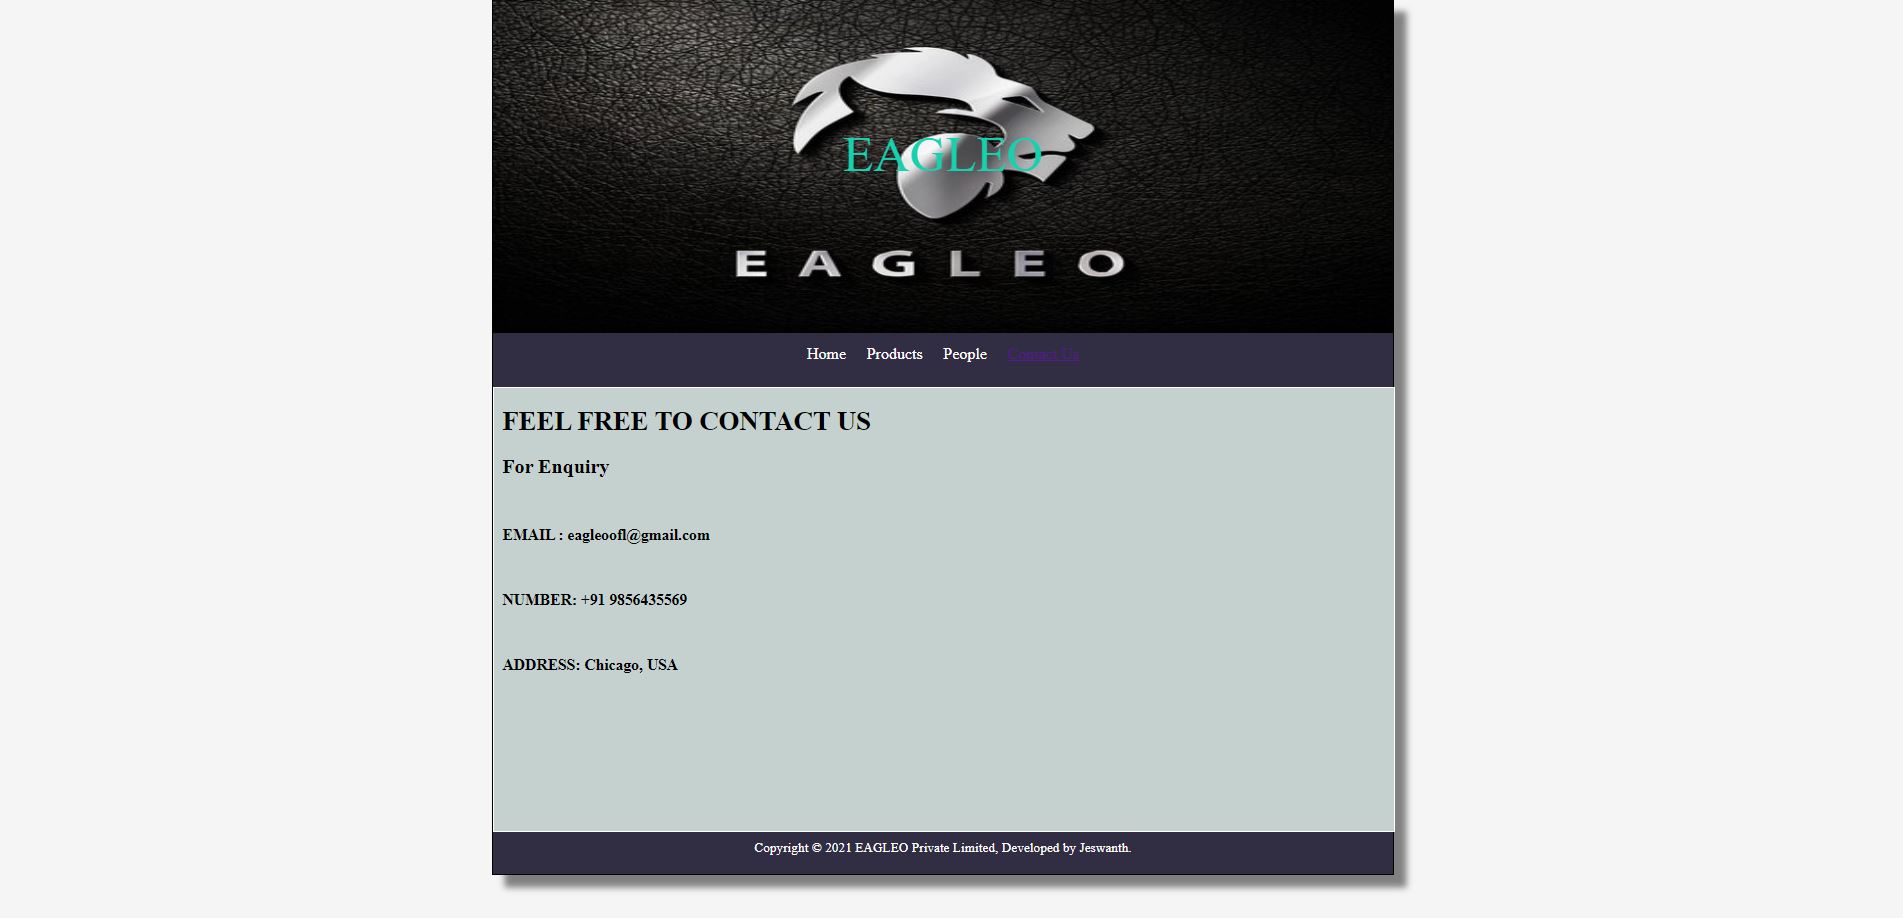 EAGLEO
EAGLEO
Home Products People Contact Us
FEEL FREE TO CONTACT US
For Enquiry
EMAIL : eagleoofl@gmail.com
NUMBER: +91 9856435569
ADDRESS: Chicago, USA
Copyright © 2021 EAGLEO Private Limited, Developed by Jeswanth.